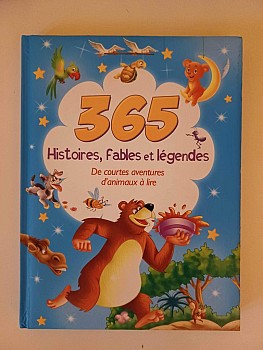 365
Histoires, fables et légendes
De courtes aventures
d'animaux à lire